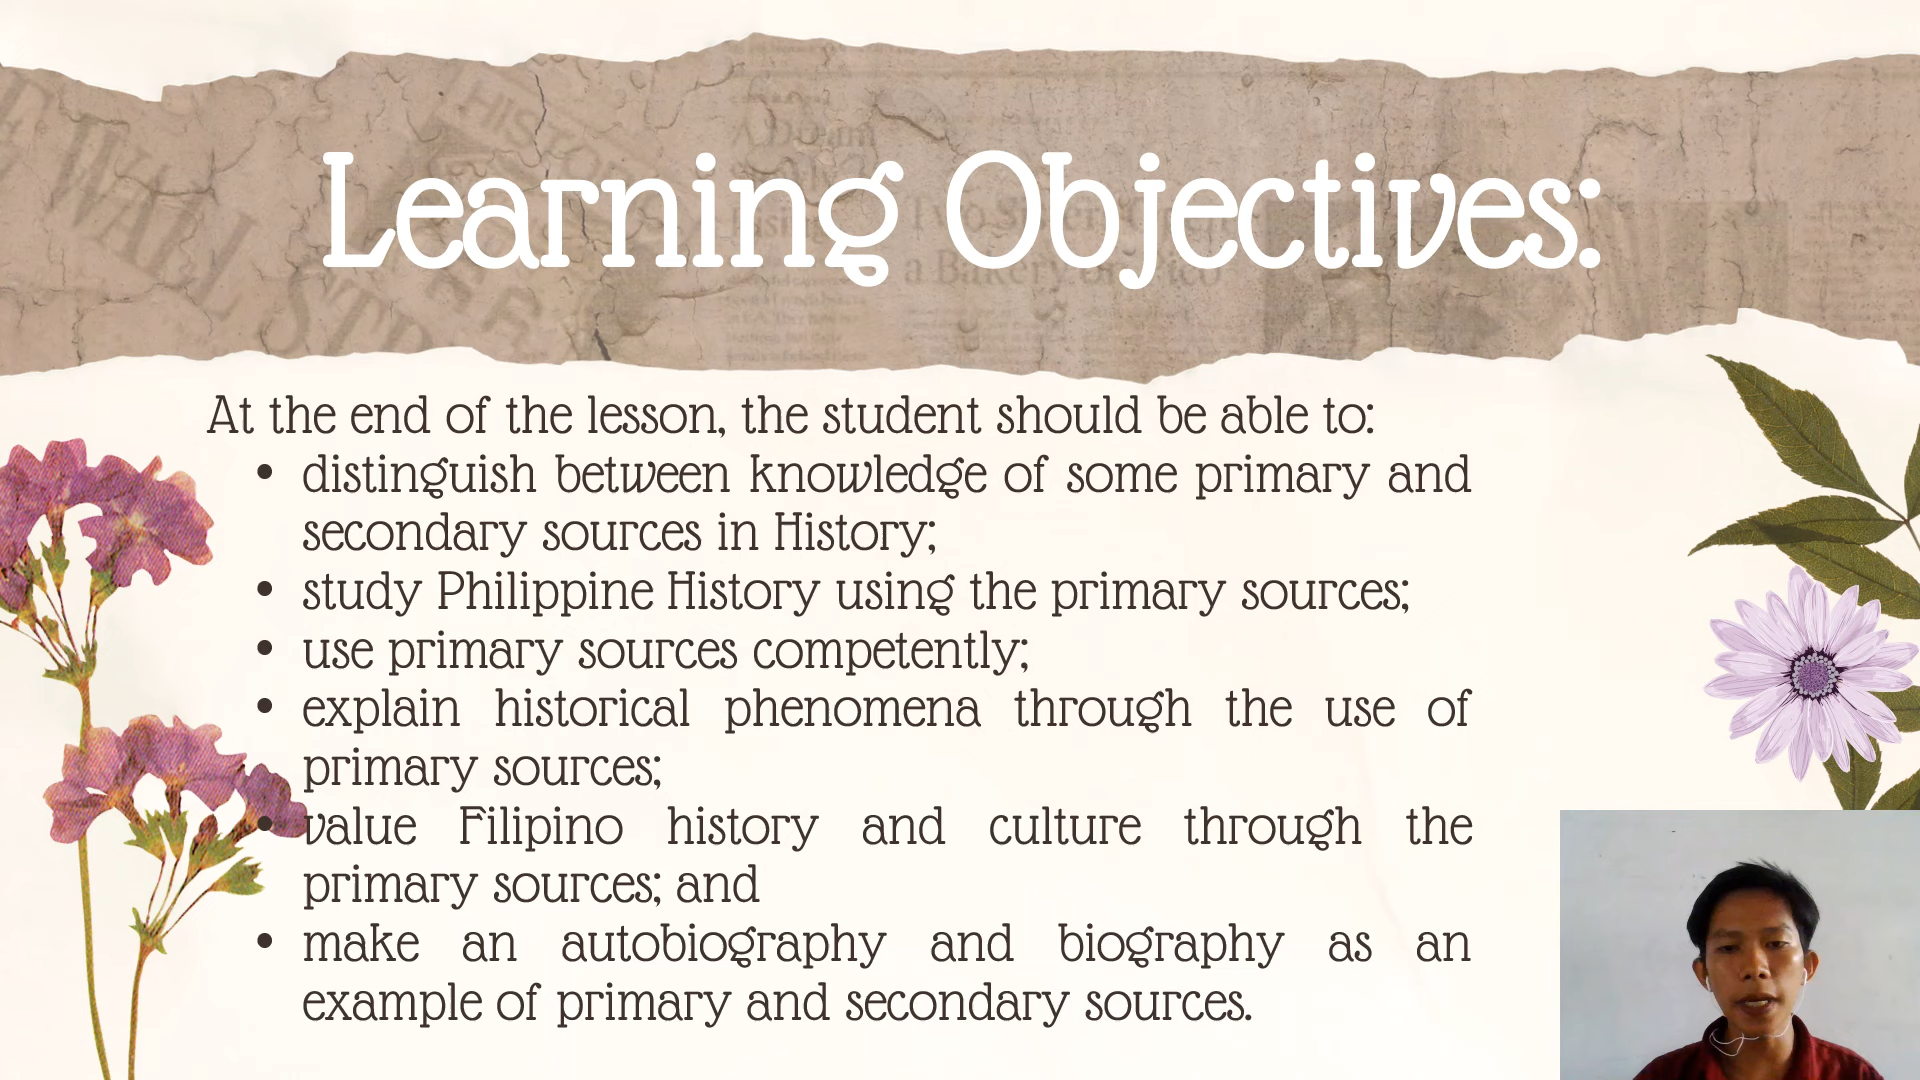 Learning Objectives:
At the end of the lesson, the student should be able to:
• distinguish between knowledge of some primary and
secondary sources in History;
• study Philippine History using the primary sources;
• use primary sources competently;
• explain historical phenomena through the use of
primary sources;
• value Filipino history and culture through the
primary sources; and
• make an autobiography and biography as an
example of primary and secondary sources.